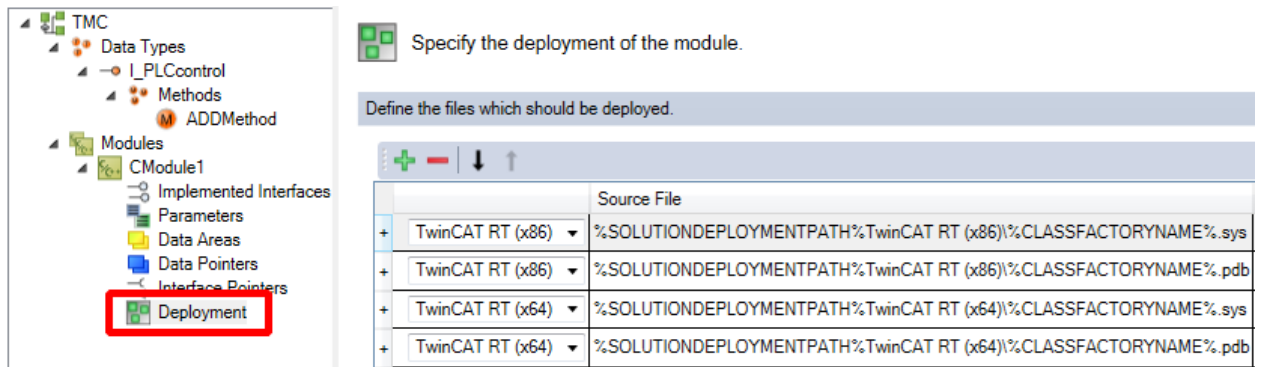 TMC
Data Types
I_PLCcontrol
Methods
M ADDMethod
Modules
CModule1
Implemented Interfaces
Parameters
Data Areas
Data Pointers
Interface Pointers
Deployment
Specify the deployment of the module.
Define the files which should be deployed.
Source File
+ TwinCAT RT (x86) %SOLUTIONDEPLOYMENTPATH%TwinCAT RT (x86)\%CLASSFACTORYNAME%.sys
+ TwinCAT RT (x86) %SOLUTIONDEPLOYMENTPATH%TwinCAT RT (x86)\%CLASSFACTORYNAME%.pdb
+ TwinCAT RT (x64) %SOLUTIONDEPLOYMENTPATH%TwinCAT RT (x64)\%CLASSFACTORYNAME%.sys
+ TwinCAT RT (x64) %SOLUTIONDEPLOYMENTPATH%TwinCAT RT (x64)\%CLASSFACTORYNAME%.pdb